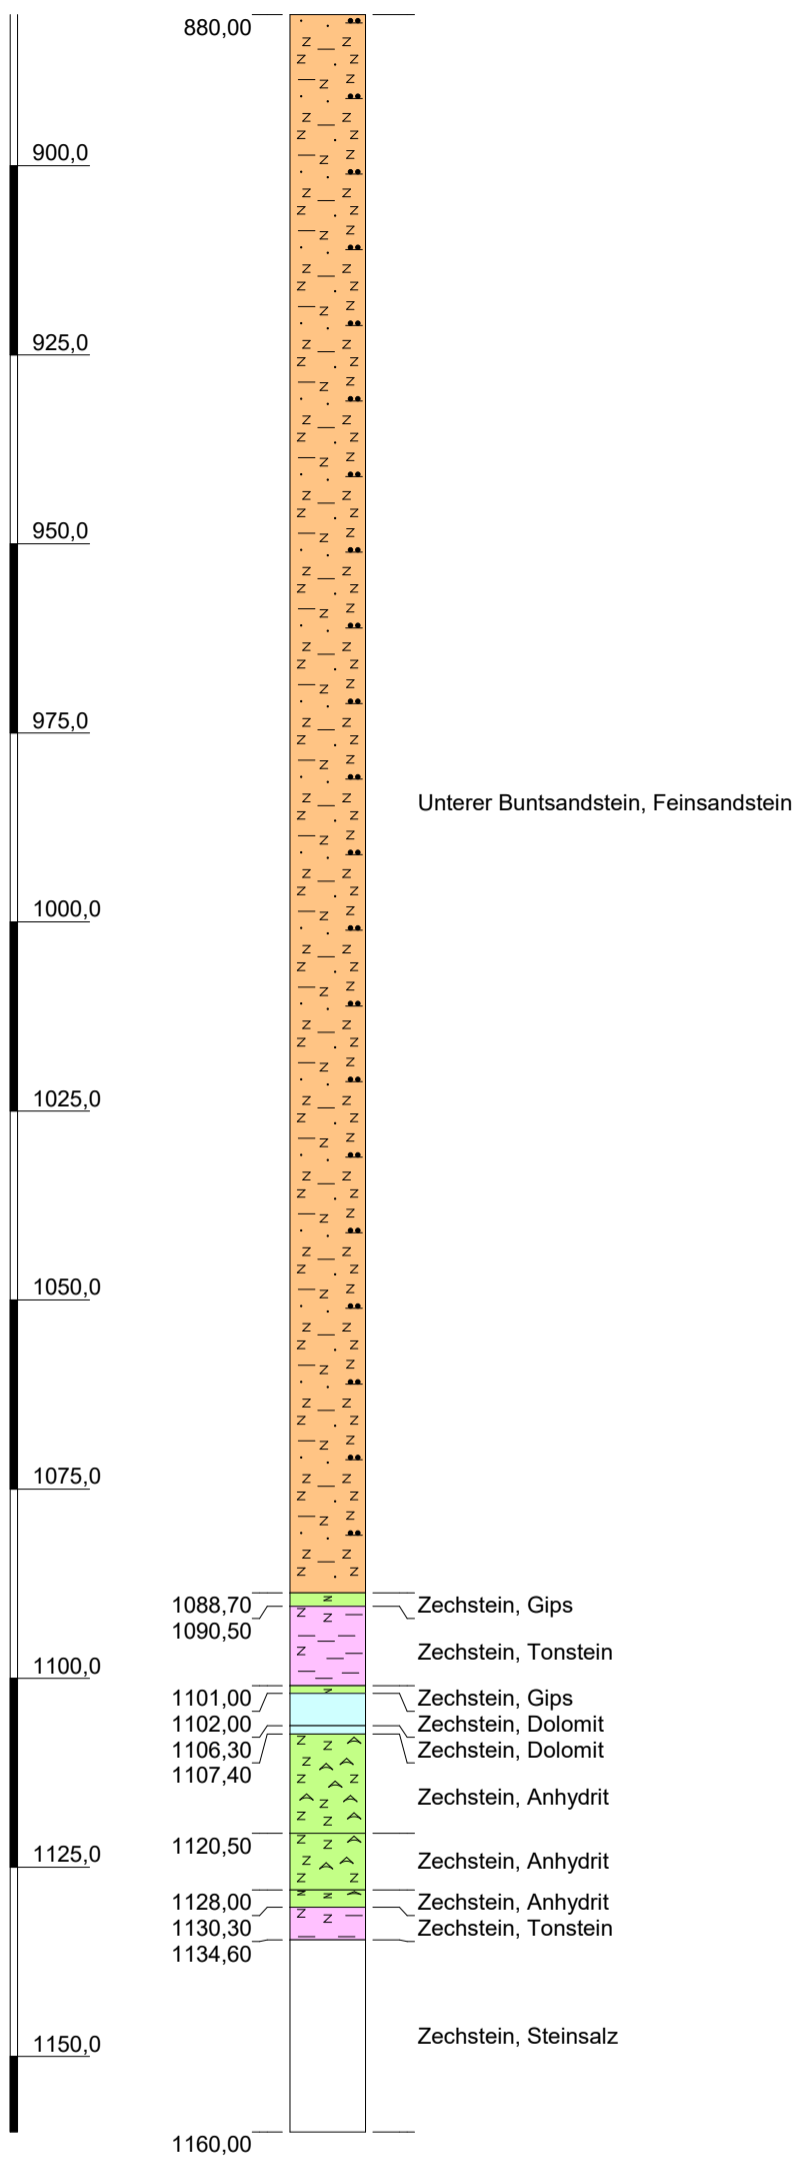 880,00
900,0
925,0
950,0
975,0
Unterer Buntsandstein, Feinsandstein
1000,0
1025,0
1050,0
1075,0
1088,70
Zechstein, Gips
1090,50
Zechstein, Tonstein
1100,0
1101,00
Zechstein, Gips
1102,00
Zechstein, Dolomit
1106,30
Zechstein, Dolomit
1107,40
Zechstein, Anhydrit
1120,50
1125,0
Zechstein, Anhydrit
1128,00
Zechstein, Anhydrit
1130,30
Zechstein, Tonstein
1134,60
Zechstein, Steinsalz
1150,0
1160,00